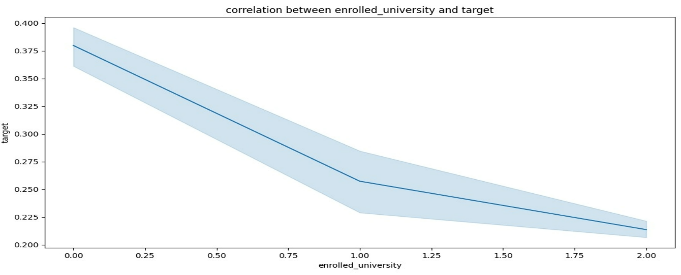 correlation between enrolled_university and target
0.400
0.375
0.350
0.325
0.300
0.275
0.250
0.225
0.200
target
0.00 0.25 0.50 0.75 1.00 1.25 1.50 1.75 2.00
enrolled_university